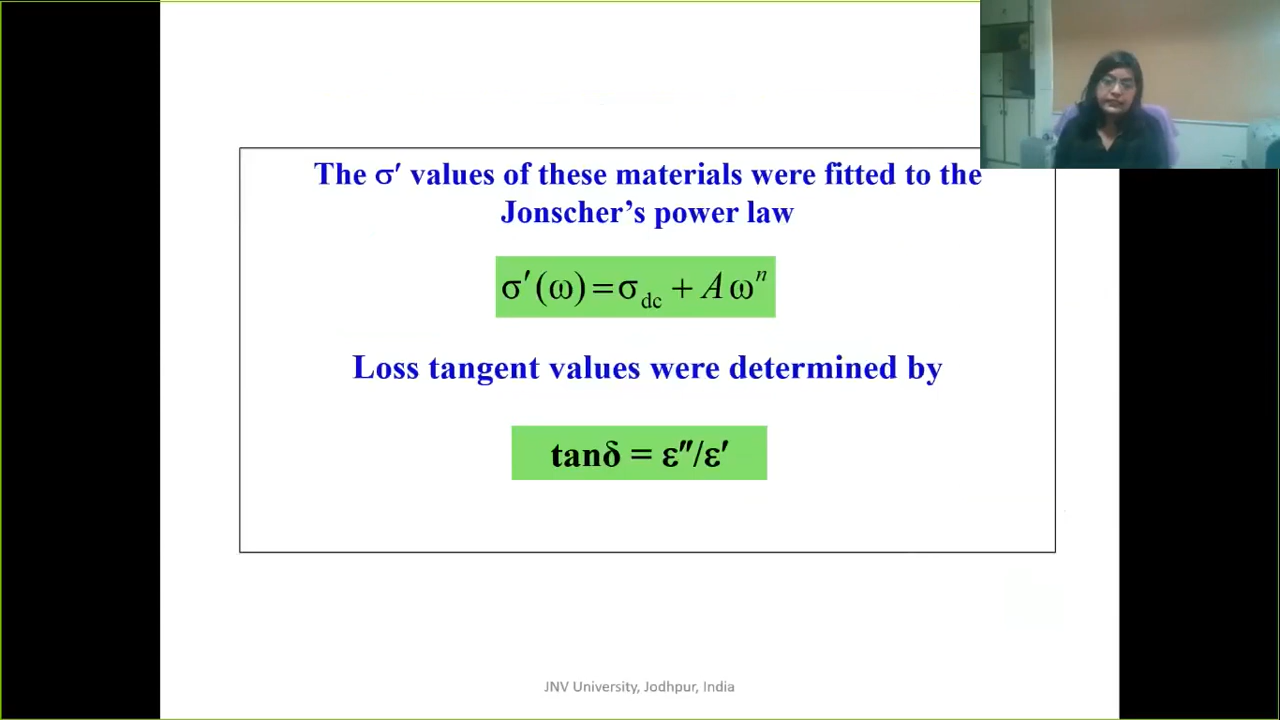 The σ′ values of these materials were fitted to the
Jonscher’s power law
σ′(ω)=σdc + Aωⁿ
Loss tangent values were determined by
tanδ = ε″/ε′
JNV University, Jodhpur, India